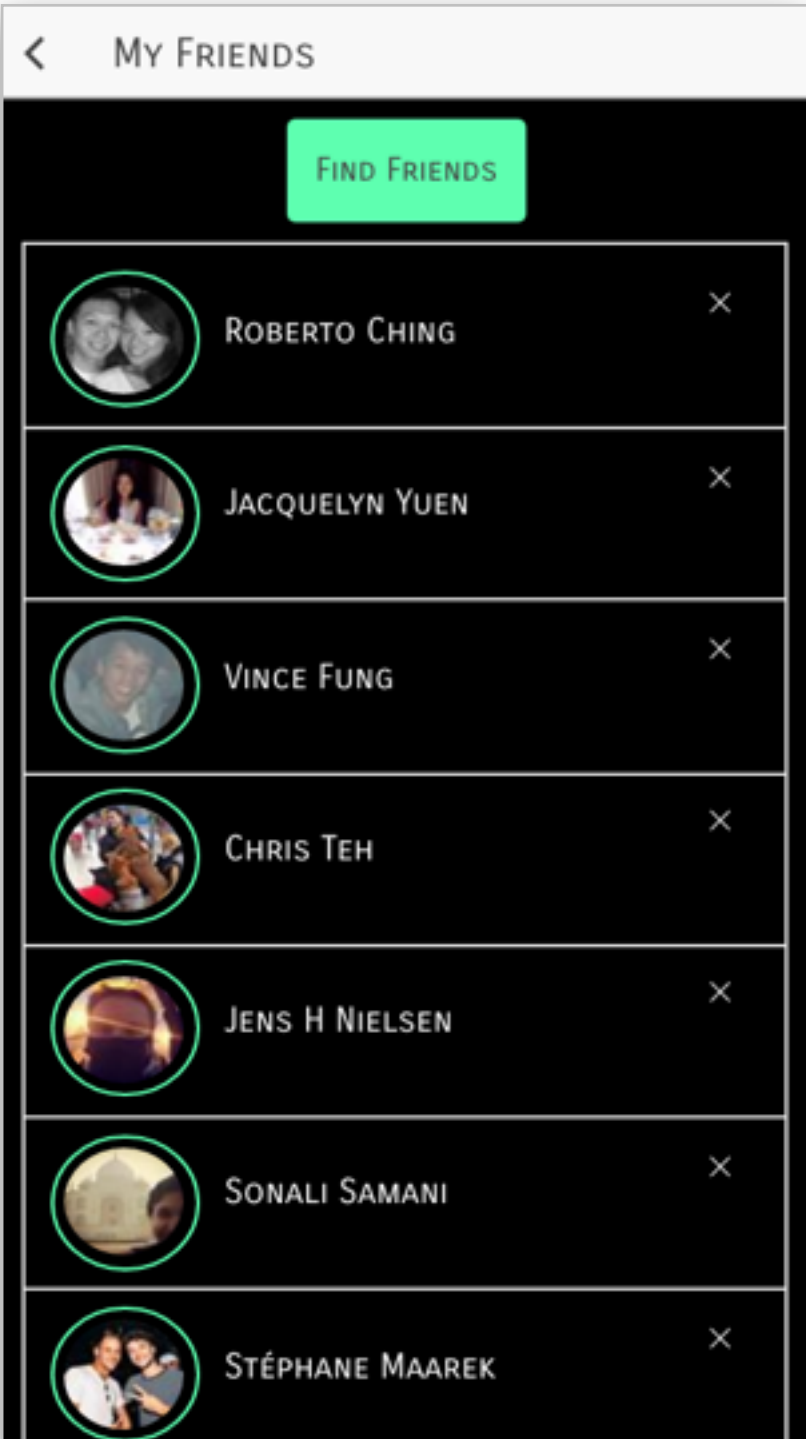 My Friends
Find Friends
Roberto Ching
Jacquelyn Yuen
Vince Fung
Chris Teh
Jens H Nielsen
Sonali Samani
Stéphane Maarek